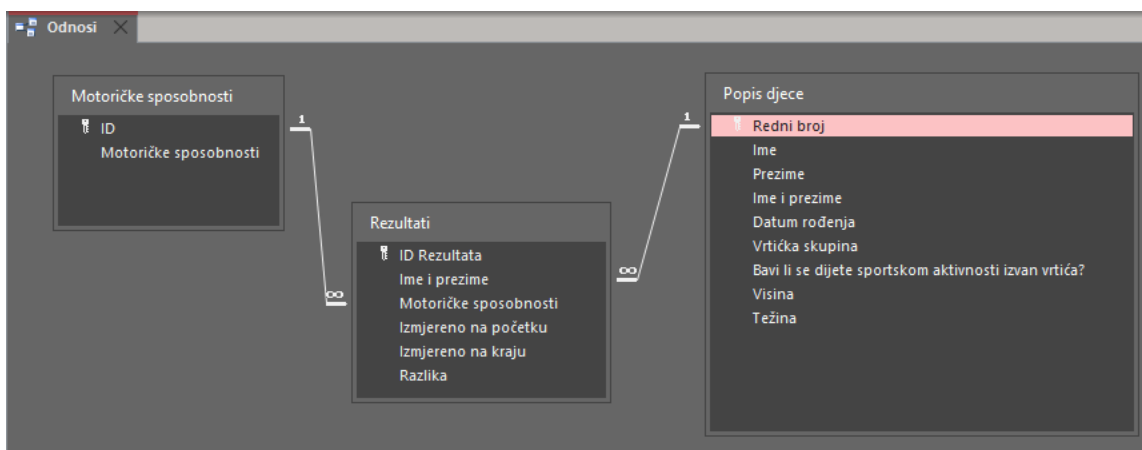 Odnosi
Motoričke sposobnosti
ID
Motoričke sposobnosti
1
∞
Rezultati
ID Rezultata
Ime i prezime
Motoričke sposobnosti
Izmjereno na početku
Izmjereno na kraju
Razlika
∞
1
Popis djece
Redni broj
Ime
Prezime
Ime i prezime
Datum rođenja
Vrtićka skupina
Bavi li se dijete sportskom aktivnosti izvan vrtića?
Visina
Težina